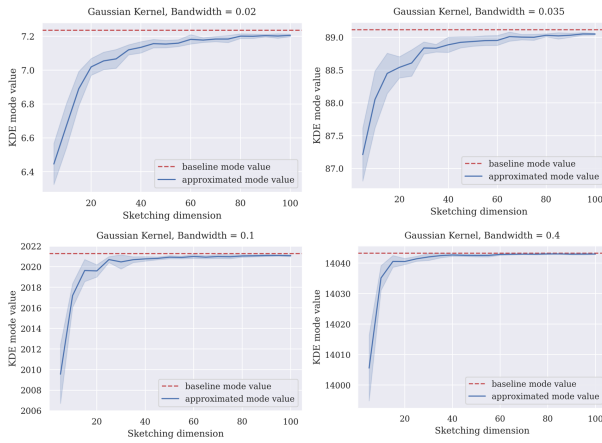 Gaussian Kernel, Bandwidth = 0.02
KDE mode value
7.2
7.0
6.8
6.6
6.4
baseline mode value
approximated mode value
20 40 60 80 100
Sketching dimension
Gaussian Kernel, Bandwidth = 0.035
KDE mode value
89.0
88.5
88.0
87.5
87.0
baseline mode value
approximated mode value
20 40 60 80 100
Sketching dimension
Gaussian Kernel, Bandwidth = 0.1
KDE mode value
2022
2020
2018
2016
2014
2012
2010
2008
2006
baseline mode value
approximated mode value
20 40 60 80 100
Sketching dimension
Gaussian Kernel, Bandwidth = 0.4
KDE mode value
14040
14030
14020
14010
14000
baseline mode value
approximated mode value
20 40 60 80 100
Sketching dimension